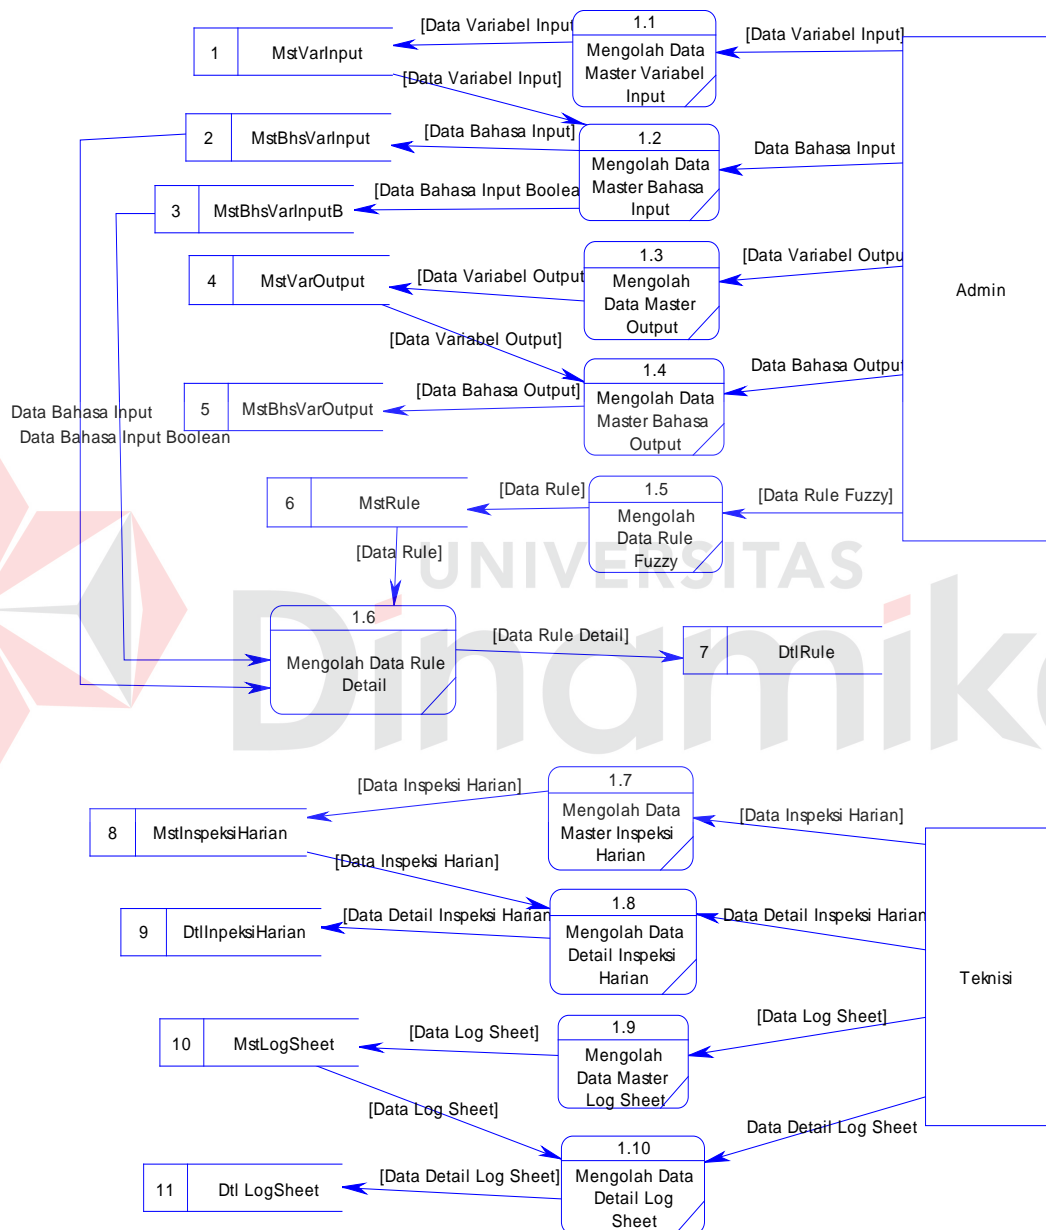 1.1
[Data Variabel Input]
[Data Variabel Input]
1 MstVarInput
Mengolah Data
Master Variabel
Input
[Data Variabel Input]
2 MstBhsVarInput
[Data Bahasa Input]
1.2
Mengolah Data
Master Bahasa
Input
Data Bahasa Input
[Data Bahasa Input Boolea
3 MstBhsVarInputB
1.3
Mengolah
Data Master
Output
[Data Variabel Outpu
[Data Variabel Output
4 MstVarOutput
Admin
[Data Variabel Output]
1.4
Mengolah Data
Master Bahasa
Output
Data Bahasa Output
[Data Bahasa Output]
5 MstBhsVarOutput
Data Bahasa Input
Data Bahasa Input Boolean
6 MstRule
[Data Rule]
1.5
Mengolah
Data Rule
Fuzzy
[Data Rule Fuzzy]
[Data Rule]
UNIVERSITAS
Dinamika
1.6
Mengolah Data Rule
Detail
[Data Rule Detail]
7 DtlRule
1.7
Mengolah Data
Master Inspeksi
Harian
[Data Inspeksi Harian]
[Data Inspeksi Harian]
8 MstInspeksiHarian
[Data Inspeksi Harian]
1.8
Mengolah Data
Detail Inspeksi
Harian
[Data Detail Inspeksi Harian
Data Detail Inspeksi Harian
9 DtlInpeksiHarian
Teknisi
[Data Log Sheet]
1.9
Mengolah
Data Master
Log Sheet
[Data Log Sheet]
10 MstLogSheet
[Data Log Sheet]
Data Detail Log Sheet
1.10
Mengolah Data
Detail Log
Sheet
[Data Detail Log Sheet]
11 Dtl LogSheet